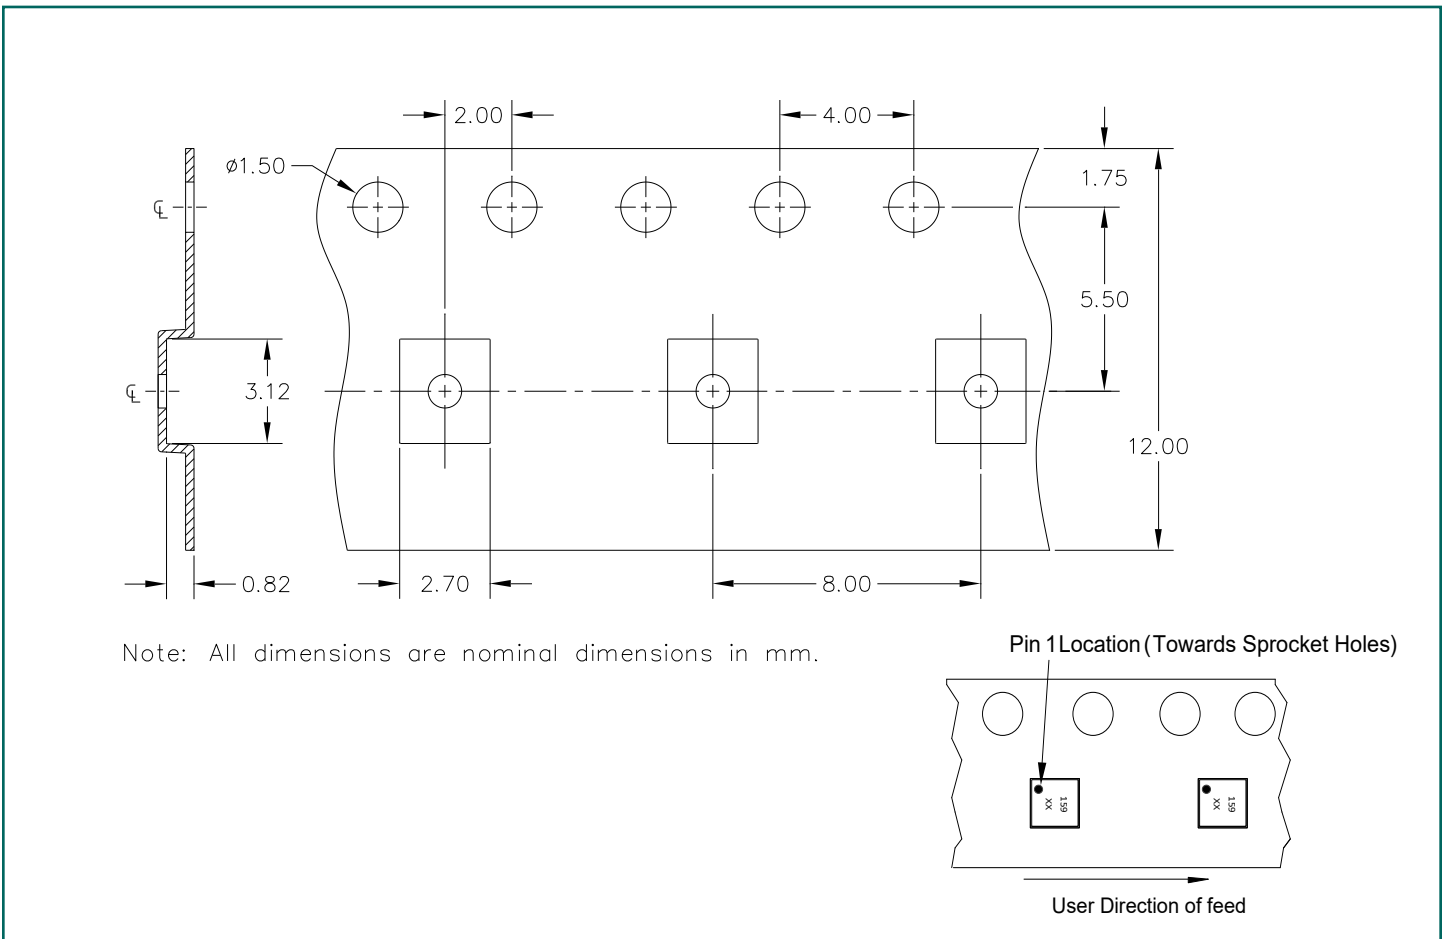 2.00
4.00
ø1.50
1.75
℄
5.50
℄
3.12
12.00
0.82
2.70
8.00
Note: All dimensions are nominal dimensions in mm.
Pin 1 Location (Towards Sprocket Holes)
159
XX
159
XX
User Direction of feed